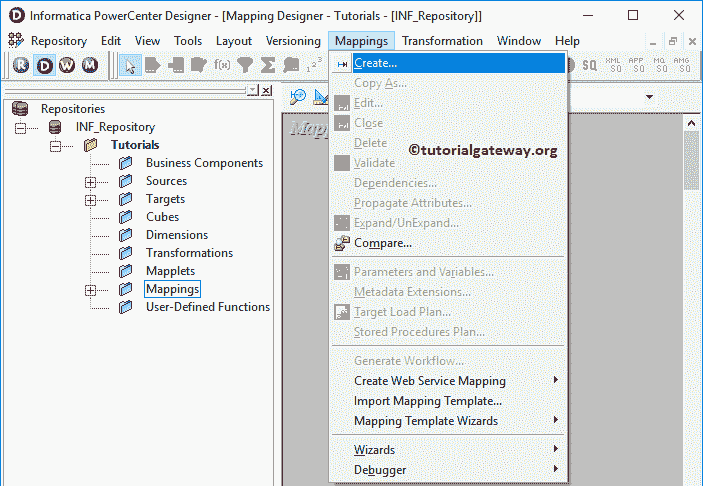 Informatica PowerCenter Designer - [Mapping Designer - Tutorials - [INF_Repository]]
Repository Edit View Tools Layout Versioning Mappings Transformation Window Help
R D W M f(x) Σ 1 2 3 SQ XML SQ APP SQ MQ SQ AMG SQ
Repositories
INF_Repository
Tutorials
Business Components
Sources
Targets
Cubes
Dimensions
Transformations
Mapplets
Mappings
User-Defined Functions
Create...
Copy As...
Edit...
Close
Delete
Validate
Dependencies...
Propagate Attributes...
Expand/UnExpand...
Compare...
Parameters and Variables...
Metadata Extensions...
Target Load Plan...
Stored Procedures Plan...
Generate Workflow...
Create Web Service Mapping
Import Mapping Template...
Mapping Template Wizards
Wizards
Debugger
©tutorialgateway.org